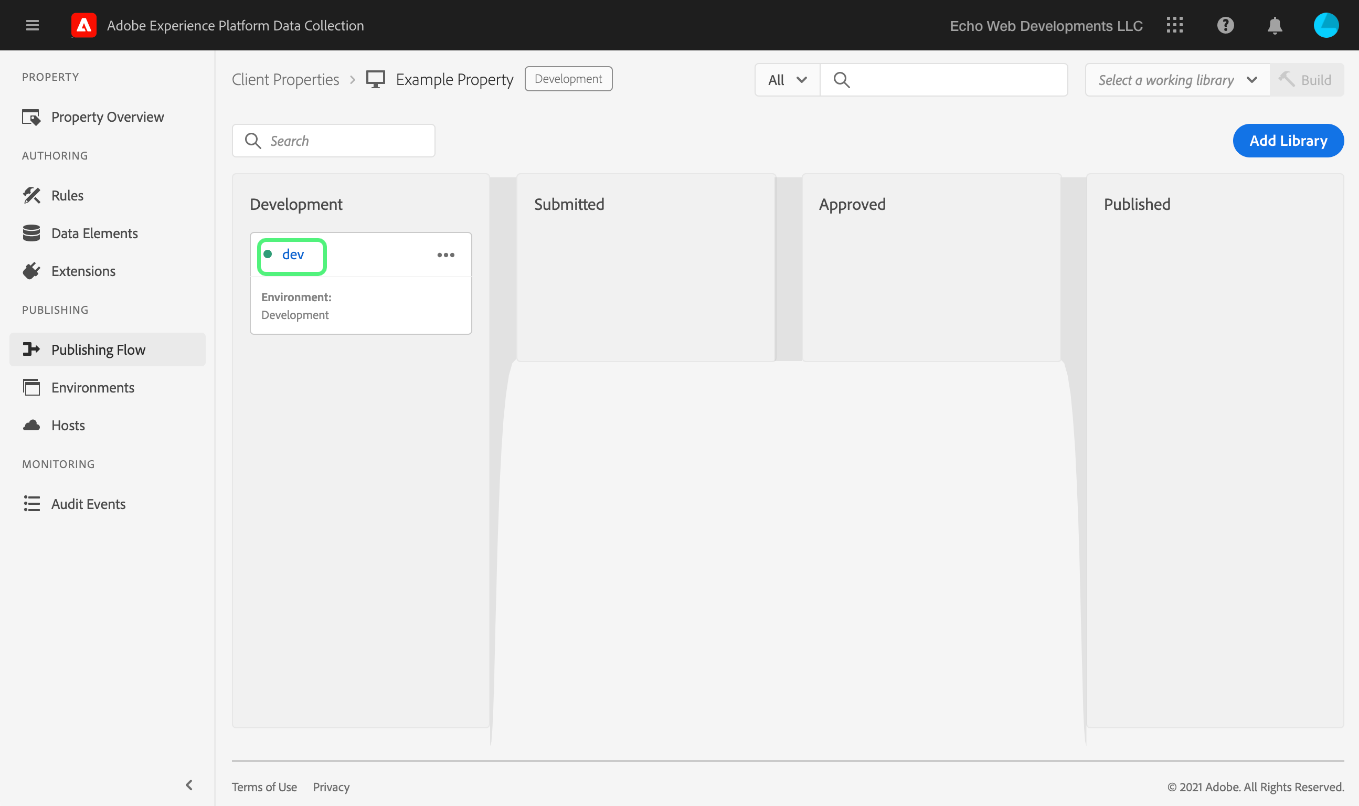 Adobe Experience Platform Data Collection
Echo Web Developments LLC
PROPERTY
Property Overview
AUTHORING
Rules
Data Elements
Extensions
PUBLISHING
Publishing Flow
Environments
Hosts
MONITORING
Audit Events
Client Properties > Example Property Development
All
Select a working library
Build
Search
Add Library
Development
dev
Environment:
Development
Submitted
Approved
Published
Terms of Use Privacy
© 2021 Adobe. All Rights Reserved.